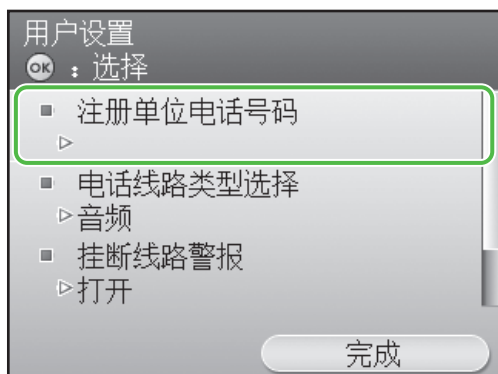 用户设置
OK：选择
注册单位电话号码
电话线路类型选择
音频
挂断线路警报
打开
完成